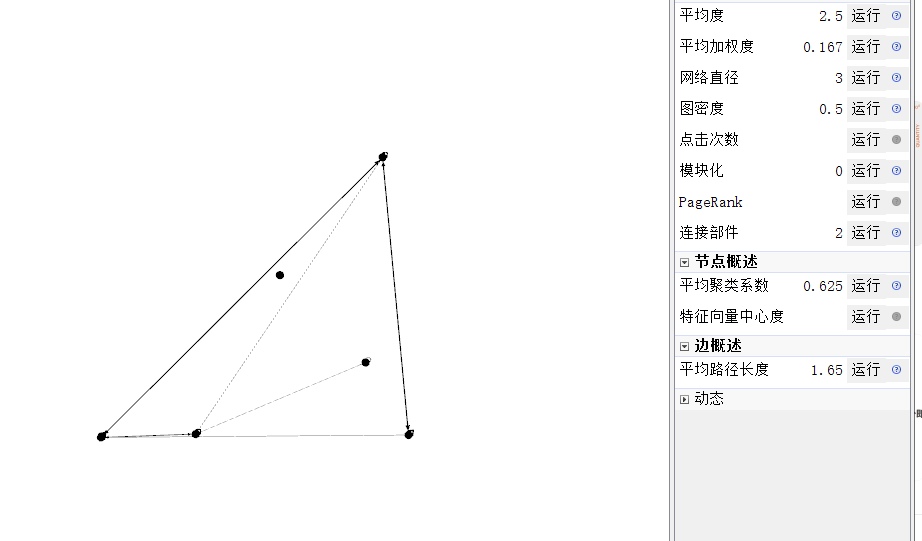 平均度 2.5 运行
平均加权度 0.167 运行
网络直径 3 运行
图密度 0.5 运行
点击次数 运行
模块化 0 运行
PageRank 运行
连接部件 2 运行
节点概述
平均聚类系数 0.625 运行
特征向量中心度 运行
边概述
平均路径长度 1.65 运行
动态